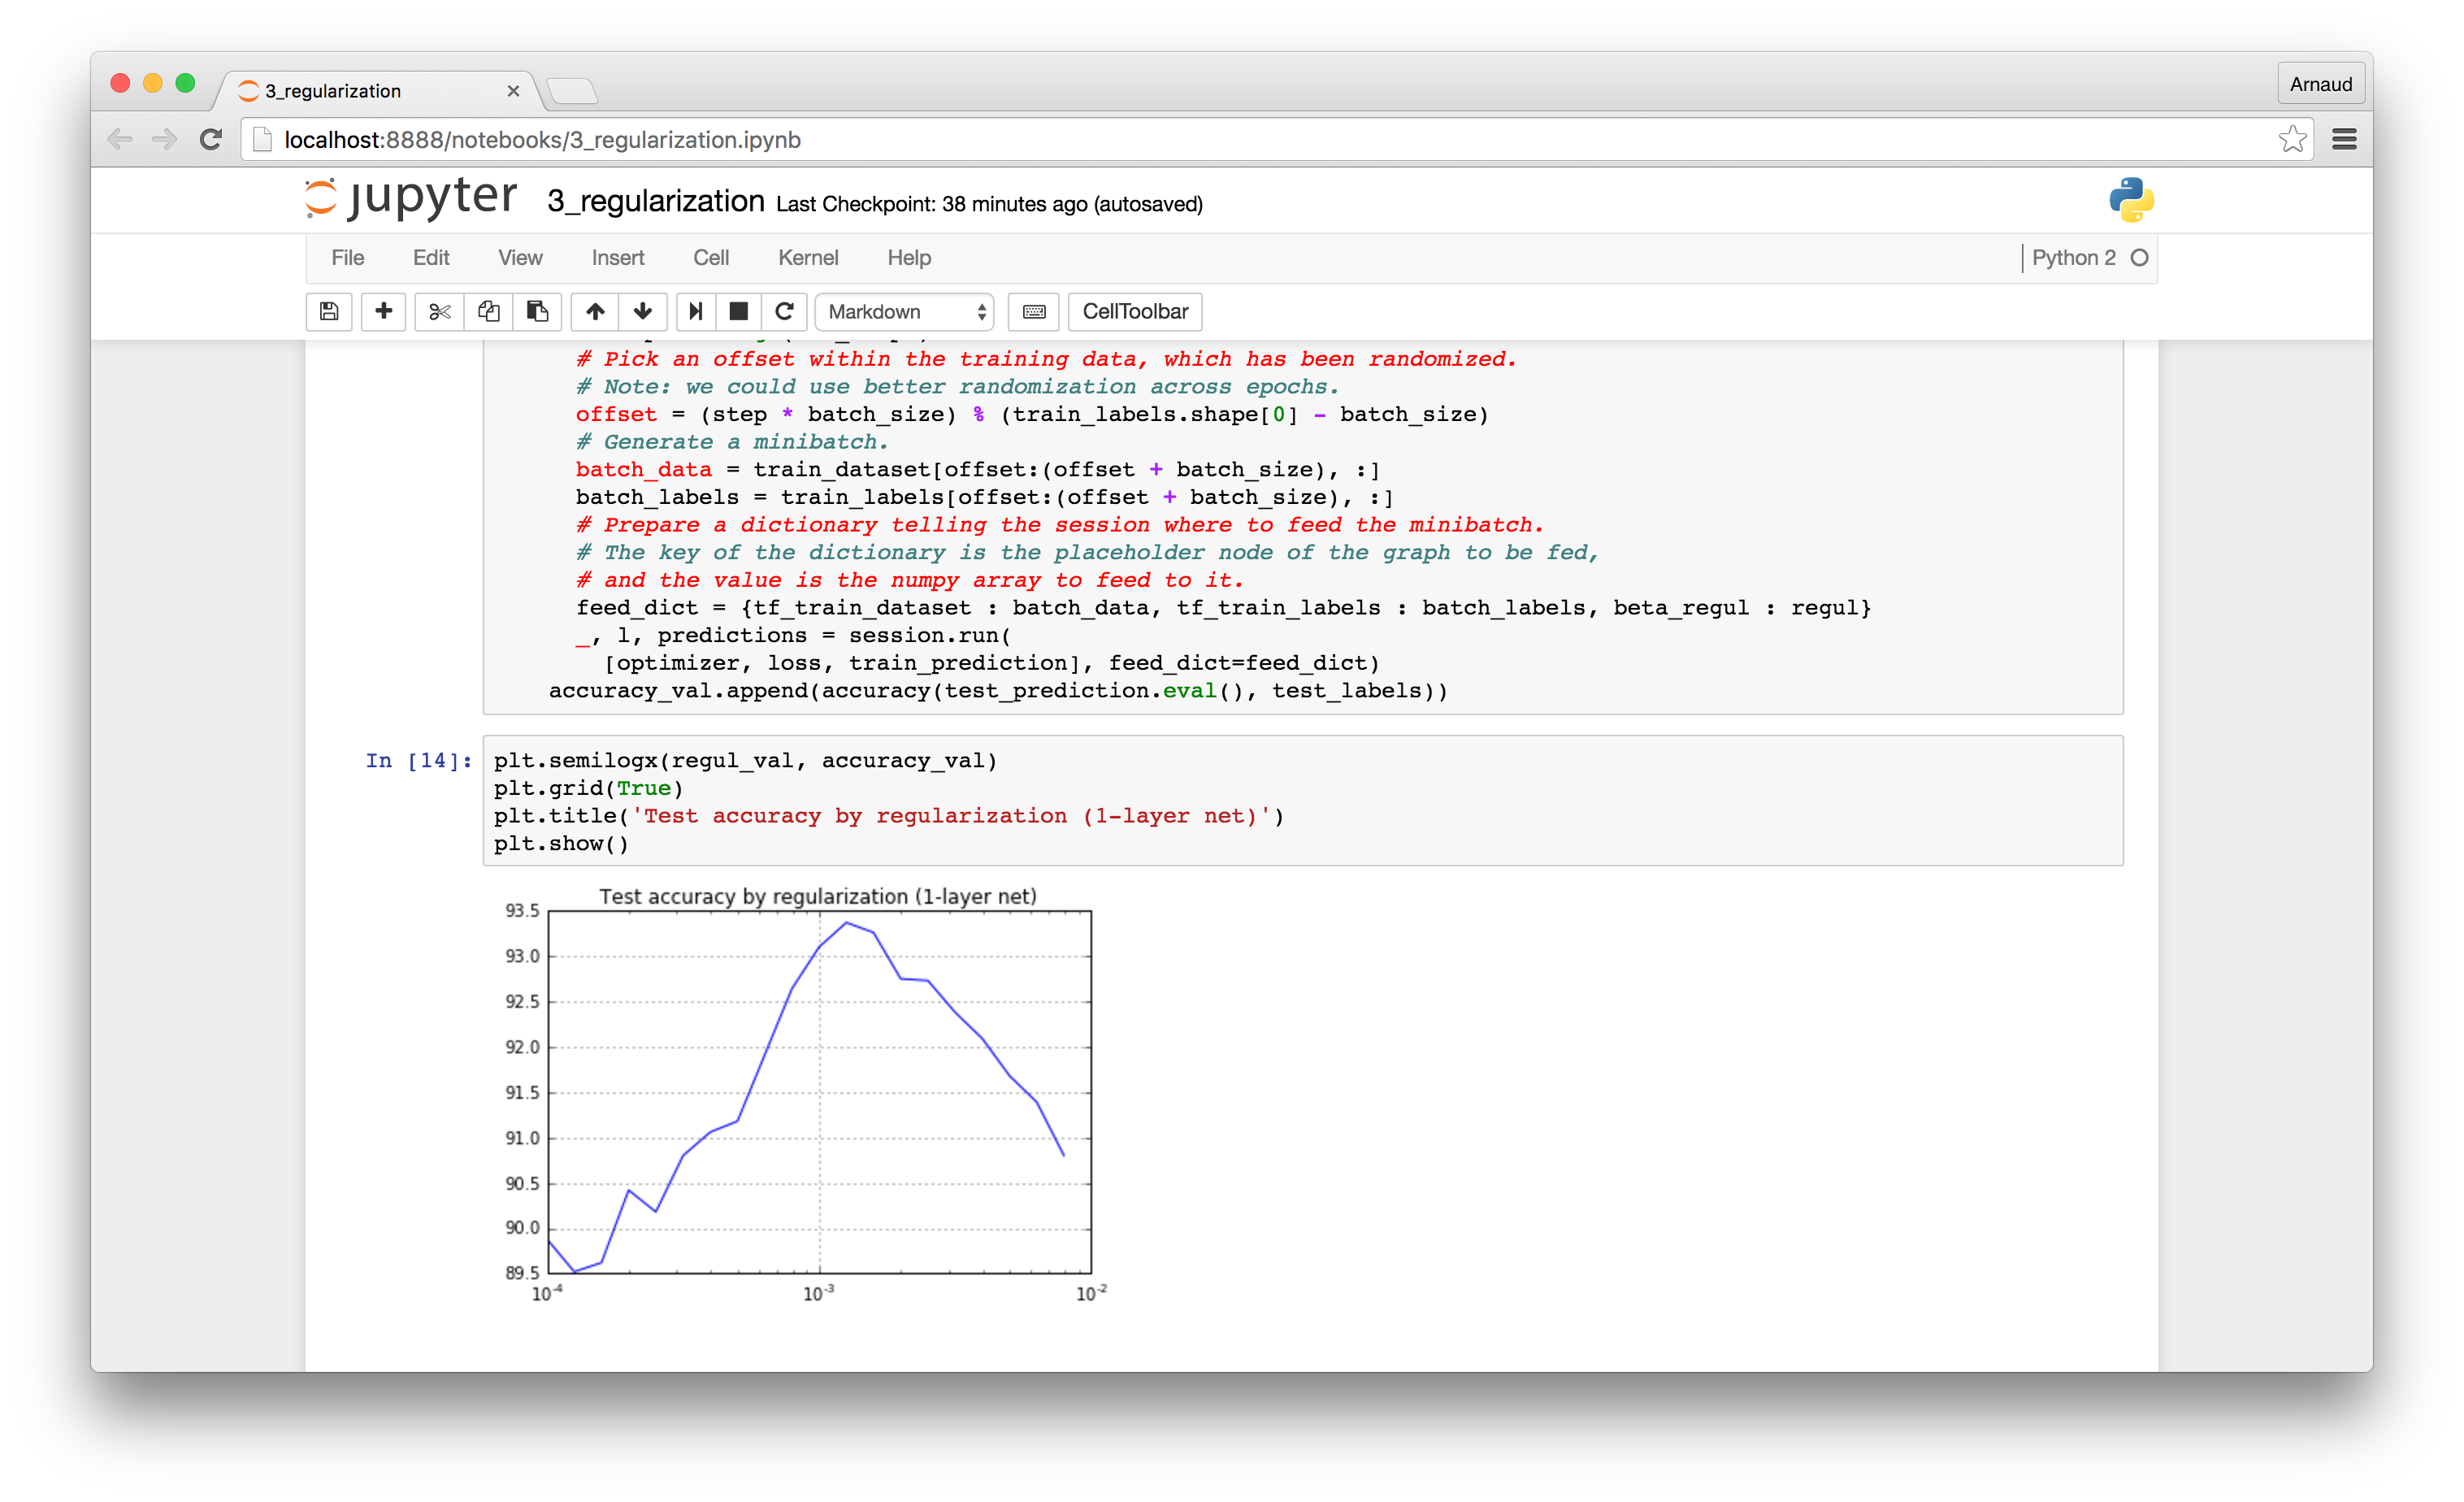 3_regularization
Arnaud
localhost:8888/notebooks/3_regularization.ipynb
jupyter 3_regularization Last Checkpoint: 38 minutes ago (autosaved)
File Edit View Insert Cell Kernel Help Python 2
Markdown CellToolbar
# Pick an offset within the training data, which has been randomized.
# Note: we could use better randomization across epochs.
offset = (step * batch_size) % (train_labels.shape[0] - batch_size)
# Generate a minibatch.
batch_data = train_dataset[offset:(offset + batch_size), :]
batch_labels = train_labels[offset:(offset + batch_size), :]
# Prepare a dictionary telling the session where to feed the minibatch.
# The key of the dictionary is the placeholder node of the graph to be fed,
# and the value is the numpy array to feed to it.
feed_dict = {tf_train_dataset : batch_data, tf_train_labels : batch_labels, beta_regul : regul}
_, l, predictions = session.run(
[optimizer, loss, train_prediction], feed_dict=feed_dict)
accuracy_val.append(accuracy(test_prediction.eval(), test_labels))
In [14]: plt.semilogx(regul_val, accuracy_val)
plt.grid(True)
plt.title('Test accuracy by regularization (1-layer net)')
plt.show()
Test accuracy by regularization (1-layer net)
93.5
93.0
92.5
92.0
91.5
91.0
90.5
90.0
89.5
10⁻⁴ 10⁻³ 10⁻²